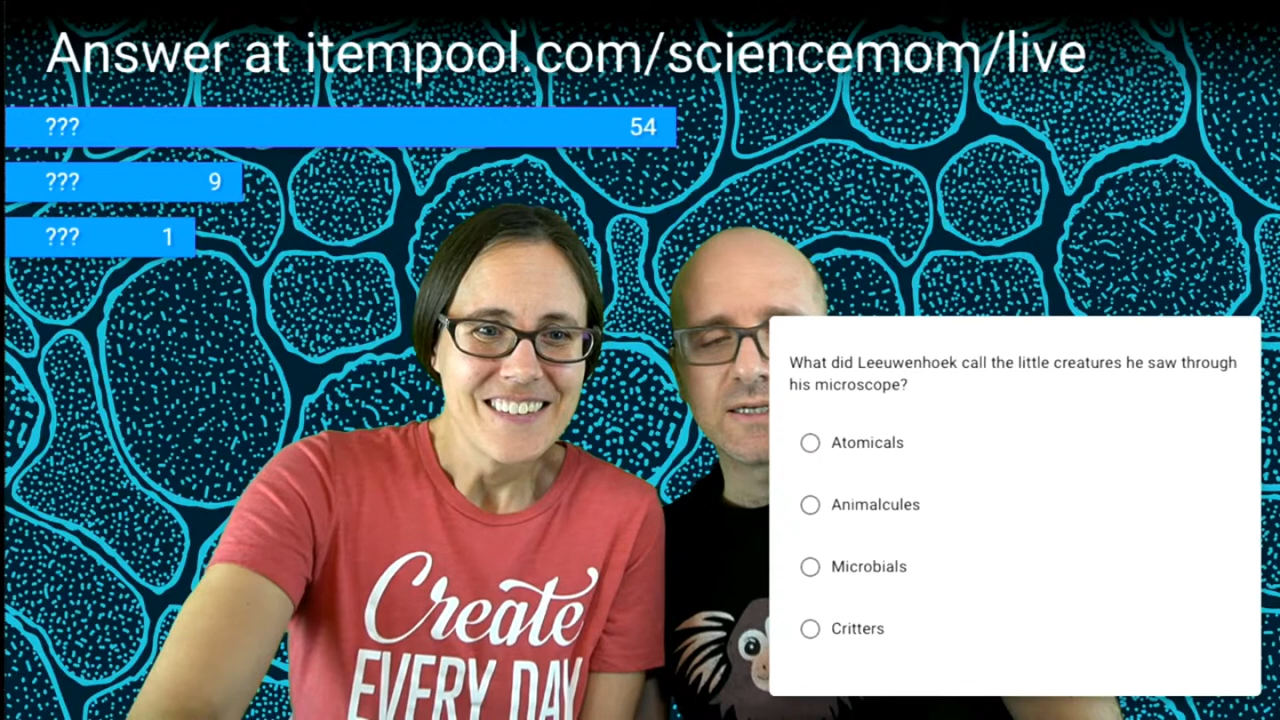 Answer at itempool.com/sciencemom/live
??? 54
??? 9
??? 1
What did Leeuwenhoek call the little creatures he saw through
his microscope?
Atomicals
Animalcules
Microbials
Critters
Create
EVERY DAY